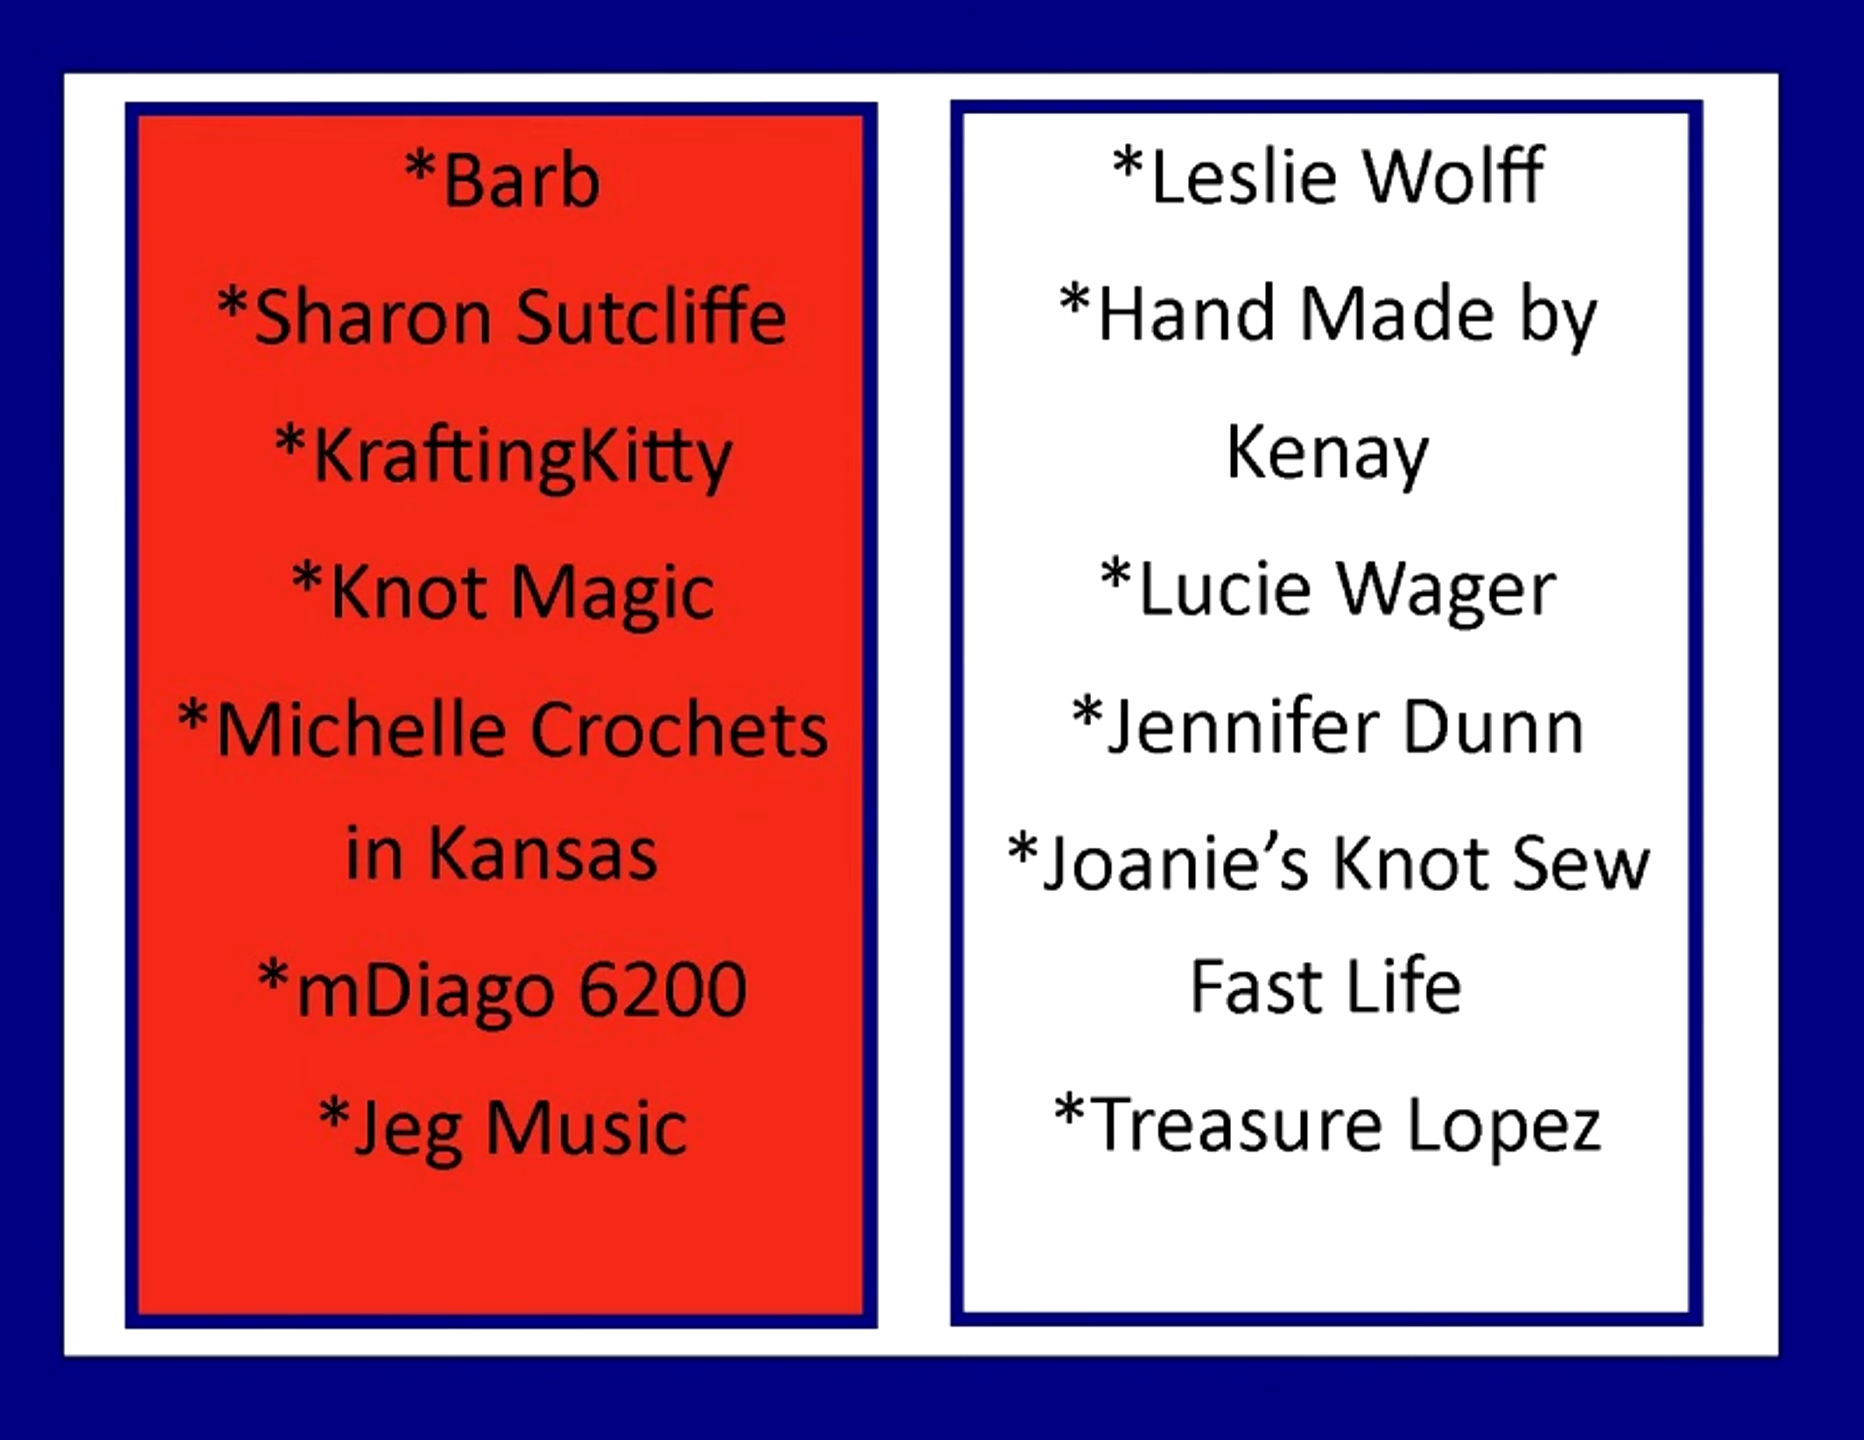 *Barb
*Sharon Sutcliffe
*KraftingKitty
*Knot Magic
*Michelle Crochets
in Kansas
*mDiago 6200
*Jeg Music
*Leslie Wolff
*Hand Made by
Kenay
*Lucie Wager
*Jennifer Dunn
*Joanie’s Knot Sew
Fast Life
*Treasure Lopez